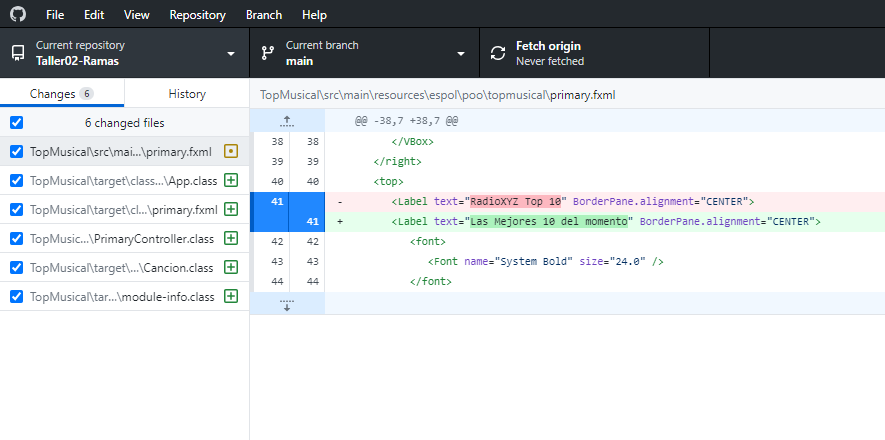 File Edit View Repository Branch Help
Current repository
Taller02-Ramas
Current branch
main
Fetch origin
Never fetched
Changes 6 History
6 changed files
TopMusical\src\mai...\primary.fxml
TopMusical\target\class...\App.class
TopMusical\target\cl...\primary.fxml
TopMusic...\PrimaryController.class
TopMusical\target\...\Cancion.class
TopMusical\tar...\module-info.class
TopMusical\src\main\resources\espol\poo\topmusical\primary.fxml
@@ -38,7 +38,7 @@
38 38 </VBox>
39 39 </right>
40 40 <top>
41 - <Label text="RadioXYZ Top 10" BorderPane.alignment="CENTER">
41 + <Label text="Las Mejores 10 del momento" BorderPane.alignment="CENTER">
42 42 <font>
43 43 <Font name="System Bold" size="24.0" />
44 44 </font>